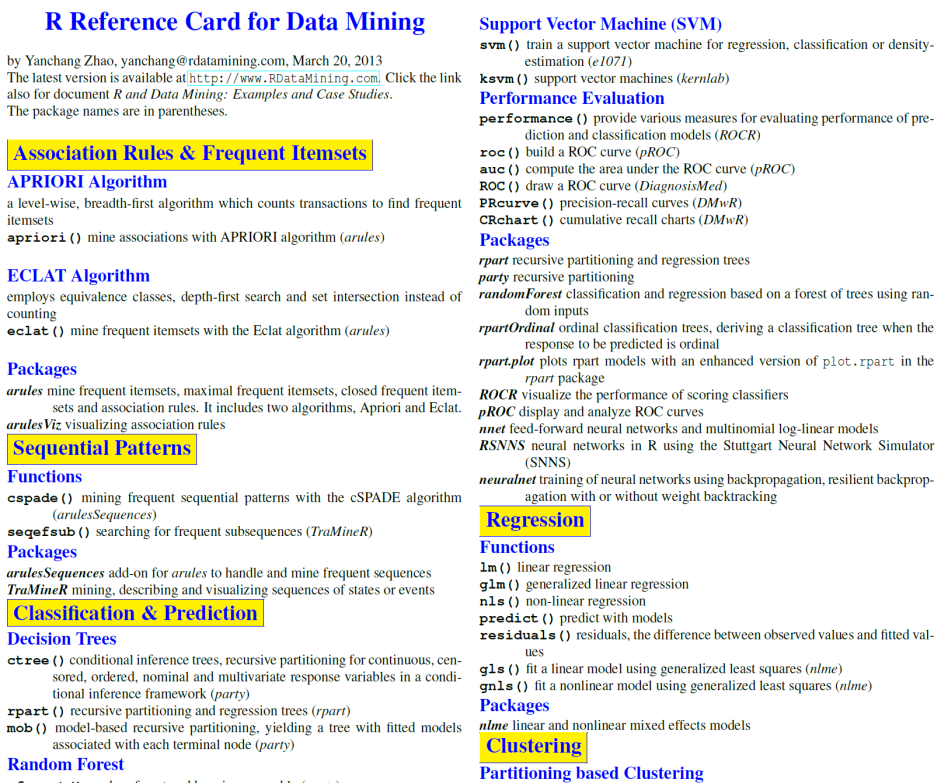 R Reference Card for Data Mining
by Yanchang Zhao, yanchang@rdatamining.com, March 20, 2013
The latest version is available at http://www.RDataMining.com. Click the link
also for document R and Data Mining: Examples and Case Studies.
The package names are in parentheses.
Association Rules & Frequent Itemsets
APRIORI Algorithm
a level-wise, breadth-first algorithm which counts transactions to find frequent
itemsets
apriori() mine associations with APRIORI algorithm (arules)
ECLAT Algorithm
employs equivalence classes, depth-first search and set intersection instead of
counting
eclat() mine frequent itemsets with the Eclat algorithm (arules)
Packages
arules mine frequent itemsets, maximal frequent itemsets, closed frequent item-
sets and association rules. It includes two algorithms, Apriori and Eclat.
arulesViz visualizing association rules
Sequential Patterns
Functions
cspade() mining frequent sequential patterns with the cSPADE algorithm
(arulesSequences)
seqefsub() searching for frequent subsequences (TraMineR)
Packages
arulesSequences add-on for arules to handle and mine frequent sequences
TraMineR mining, describing and visualizing sequences of states or events
Classification & Prediction
Decision Trees
ctree() conditional inference trees, recursive partitioning for continuous, cen-
sored, ordered, nominal and multivariate response variables in a condi-
tional inference framework (party)
rpart() recursive partitioning and regression trees (rpart)
mob() model-based recursive partitioning, yielding a tree with fitted models
associated with each terminal node (party)
Random Forest
Support Vector Machine (SVM)
svm() train a support vector machine for regression, classification or density-
estimation (e1071)
ksvm() support vector machines (kernlab)
Performance Evaluation
performance() provide various measures for evaluating performance of pre-
diction and classification models (ROCR)
roc() build a ROC curve (pROC)
auc() compute the area under the ROC curve (pROC)
ROC() draw a ROC curve (DiagnosisMed)
PRcurve() precision-recall curves (DMwR)
CRchart() cumulative recall charts (DMwR)
Packages
rpart recursive partitioning and regression trees
party recursive partitioning
randomForest classification and regression based on a forest of trees using ran-
dom inputs
rpartOrdinal ordinal classification trees, deriving a classification tree when the
response to be predicted is ordinal
rpart.plot plots rpart models with an enhanced version of plot.rpart in the
rpart package
ROCR visualize the performance of scoring classifiers
pROC display and analyze ROC curves
nnet feed-forward neural networks and multinomial log-linear models
RSNNS neural networks in R using the Stuttgart Neural Network Simulator
(SNNS)
neuralnet training of neural networks using backpropagation, resilient backprop-
agation with or without weight backtracking
Regression
Functions
lm() linear regression
glm() generalized linear regression
nls() non-linear regression
predict() predict with models
residuals() residuals, the difference between observed values and fitted val-
ues
gls() fit a linear model using generalized least squares (nlme)
gnls() fit a nonlinear model using generalized least squares (nlme)
Packages
nlme linear and nonlinear mixed effects models
Clustering
Partitioning based Clustering